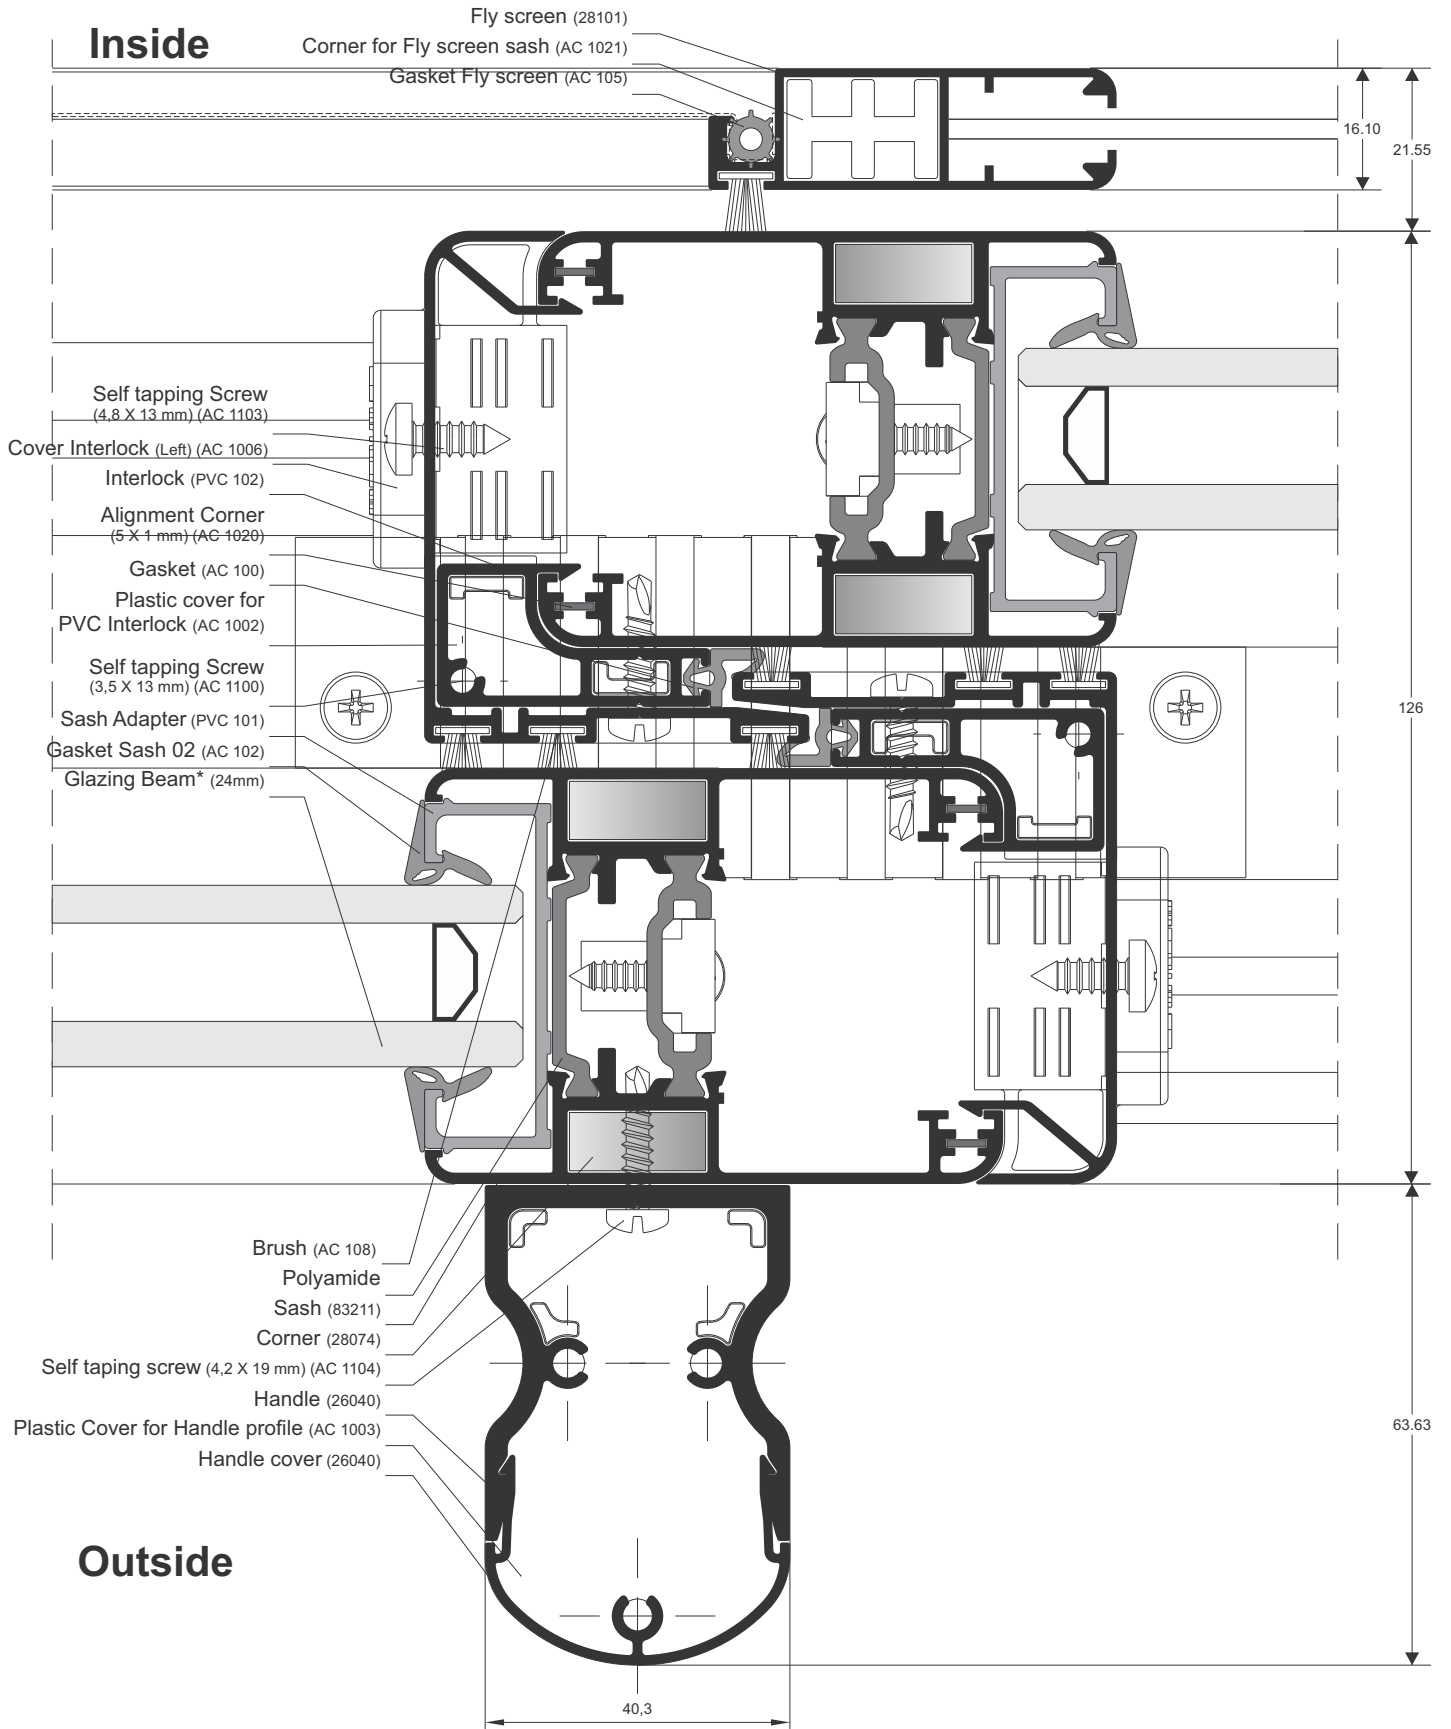 Inside
Fly screen (28101)
Corner for Fly screen sash (AC 1021)
Gasket Fly screen (AC 105)
16.10
21.55
Self tapping Screw
(4,8 X 13 mm) (AC 1103)
Cover Interlock (Left) (AC 1006)
Interlock (PVC 102)
Alignment Corner
(5 X 1 mm) (AC 1020)
Gasket (AC 100)
Plastic cover for
PVC Interlock (AC 1002)
Self tapping Screw
(3,5 X 13 mm) (AC 1100)
Sash Adapter (PVC 101)
Gasket Sash 02 (AC 102)
Glazing Beam* (24mm)
126
Brush (AC 108)
Polyamide
Sash (83211)
Corner (28074)
Self taping screw (4,2 X 19 mm) (AC 1104)
Handle (26040)
Plastic Cover for Handle profile (AC 1003)
Handle cover (26040)
63.63
Outside
40,3